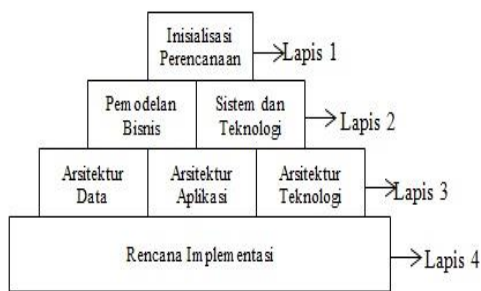 Inisialisasi
Perencanaan
Lapis 1
Pemodelan
Bisnis
Sistem dan
Teknologi
Lapis 2
Arsitektur
Data
Arsitektur
Aplikasi
Arsitektur
Teknologi
Lapis 3
Rencana Implementasi
Lapis 4